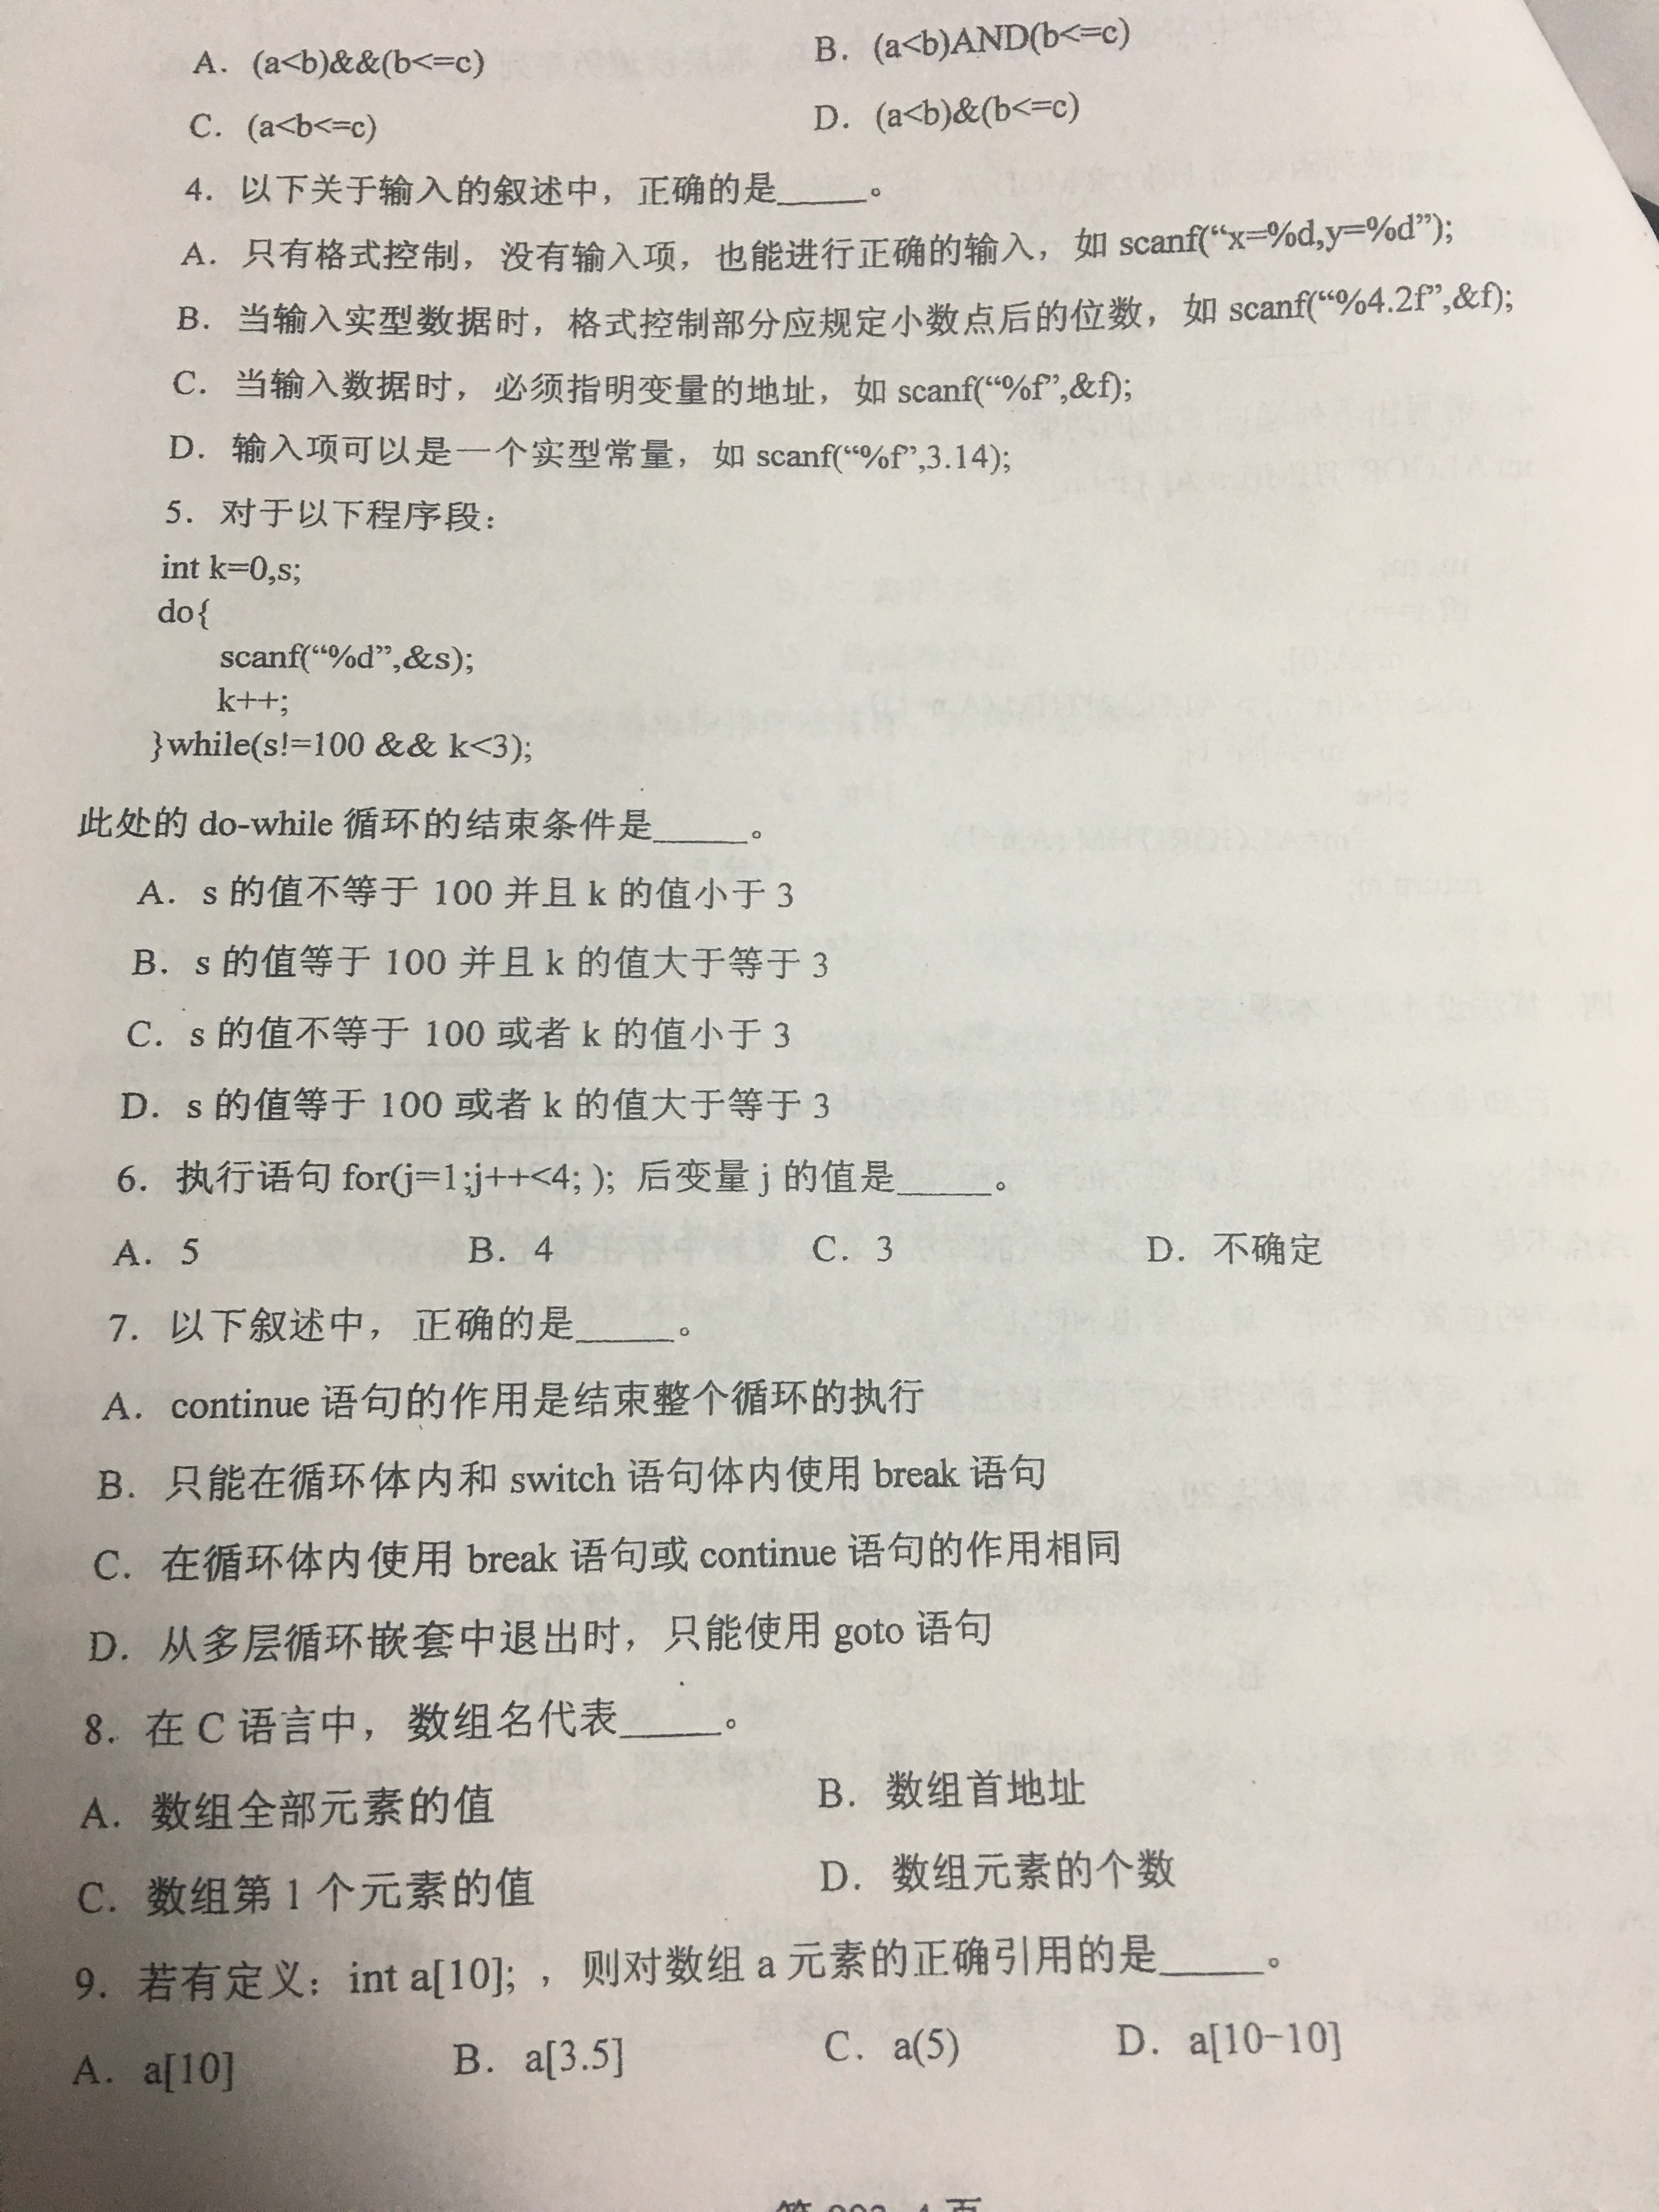 A. (a<b)&&(b<=c) B. (a<b)AND(b<=c)
C. (a<b<=c) D. (a<b)&(b<=c)
4. 以下关于输入的叙述中，正确的是_____。
A. 只有格式控制，没有输入项，也能进行正确的输入，如 scanf(“x=%d,y=%d”);
B. 当输入实型数据时，格式控制部分应规定小数点后的位数，如 scanf(“%4.2f”,&f);
C. 当输入数据时，必须指明变量的地址，如 scanf(“%f”,&f);
D. 输入项可以是一个实型常量，如 scanf(“%f”,3.14);
5. 对于以下程序段：
int k=0,s;
do{
scanf(“%d”,&s);
k++;
}while(s!=100 && k<3);
此处的 do-while 循环的结束条件是_____。
A. s 的值不等于 100 并且 k 的值小于 3
B. s 的值等于 100 并且 k 的值大于等于 3
C. s 的值不等于 100 或者 k 的值小于 3
D. s 的值等于 100 或者 k 的值大于等于 3
6. 执行语句 for(j=1;j++<4; ); 后变量 j 的值是_____。
A. 5 B. 4 C. 3 D. 不确定
7. 以下叙述中，正确的是_____。
A. continue 语句的作用是结束整个循环的执行
B. 只能在循环体内和 switch 语句体内使用 break 语句
C. 在循环体内使用 break 语句或 continue 语句的作用相同
D. 从多层循环嵌套中退出时，只能使用 goto 语句
8. 在 C 语言中，数组名代表_____。
A. 数组全部元素的值 B. 数组首地址
C. 数组第 1 个元素的值 D. 数组元素的个数
9. 若有定义：int a[10]; ，则对数组 a 元素的正确引用的是_____。
A. a[10] B. a[3.5] C. a(5) D. a[10-10]